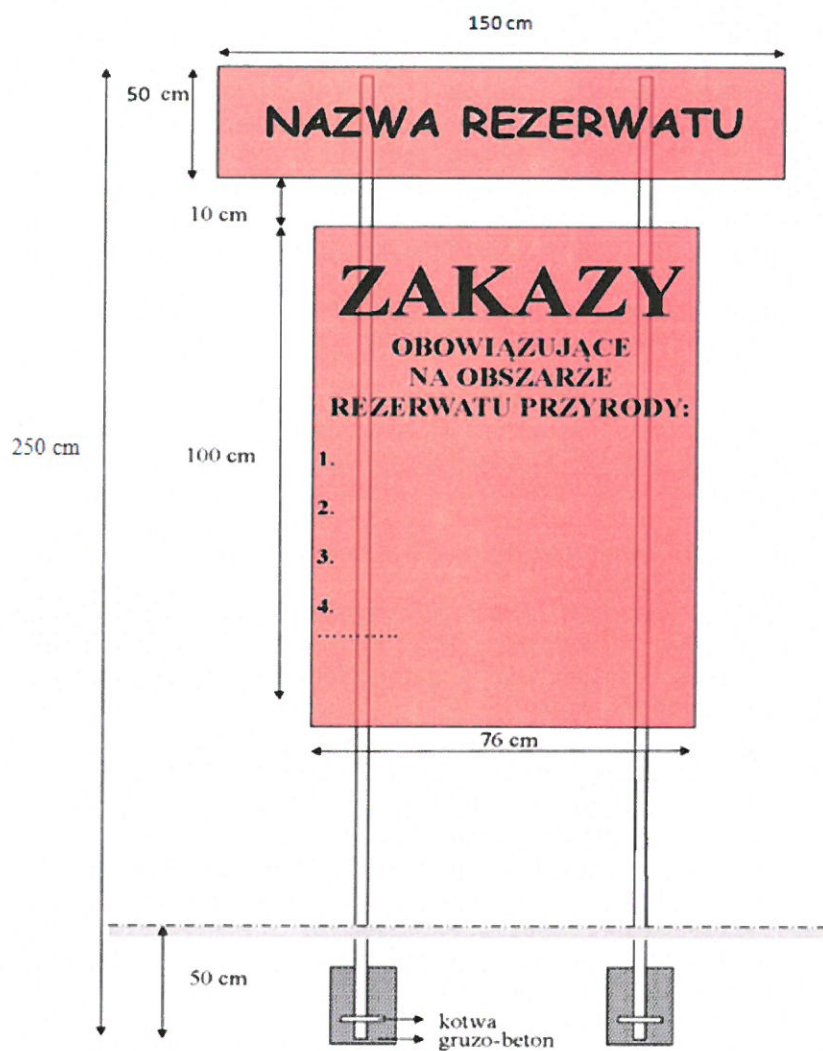 150 cm
50 cm
NAZWA REZERWATU
10 cm
ZAKAZY
OBOWIĄZUJĄCE
NA OBSZARZE
REZERWATU PRZYRODY:
250 cm
100 cm
1.
2.
3.
4.
..............
76 cm
50 cm
kotwa
gruzo-beton